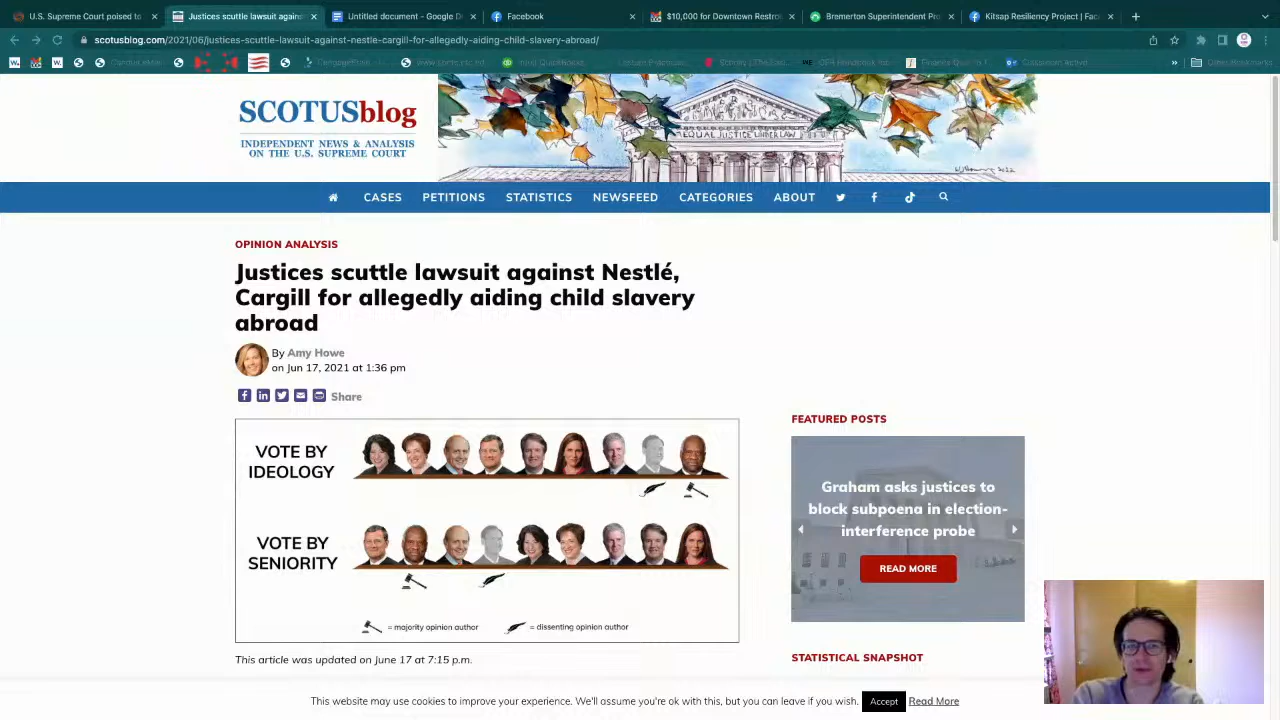 U.S. Supreme Court poised to
Justices scuttle lawsuit agains
Untitled document - Google D
Facebook
$10,000 for Downtown Restro
Bremerton Superintendent Pro
Kitsap Resiliency Project | Fac
scotusblog.com/2021/06/justices-scuttle-lawsuit-against-nestle-cargill-for-allegedly-aiding-child-slavery-abroad/
SCOTUSblog
INDEPENDENT NEWS & ANALYSIS
ON THE U.S. SUPREME COURT
EQUAL JUSTICE UNDER LAW
CASES PETITIONS STATISTICS NEWSFEED CATEGORIES ABOUT
OPINION ANALYSIS
Justices scuttle lawsuit against Nestlé,
Cargill for allegedly aiding child slavery
abroad
By Amy Howe
on Jun 17, 2021 at 1:36 pm
Share
VOTE BY
IDEOLOGY
VOTE BY
SENIORITY
= majority opinion author
= dissenting opinion author
This article was updated on June 17 at 7:15 p.m.
FEATURED POSTS
Graham asks justices to
block subpoena in election-
interference probe
READ MORE
STATISTICAL SNAPSHOT
This website may use cookies to improve your experience. We'll assume you're ok with this, but you can leave if you wish. Accept Read More